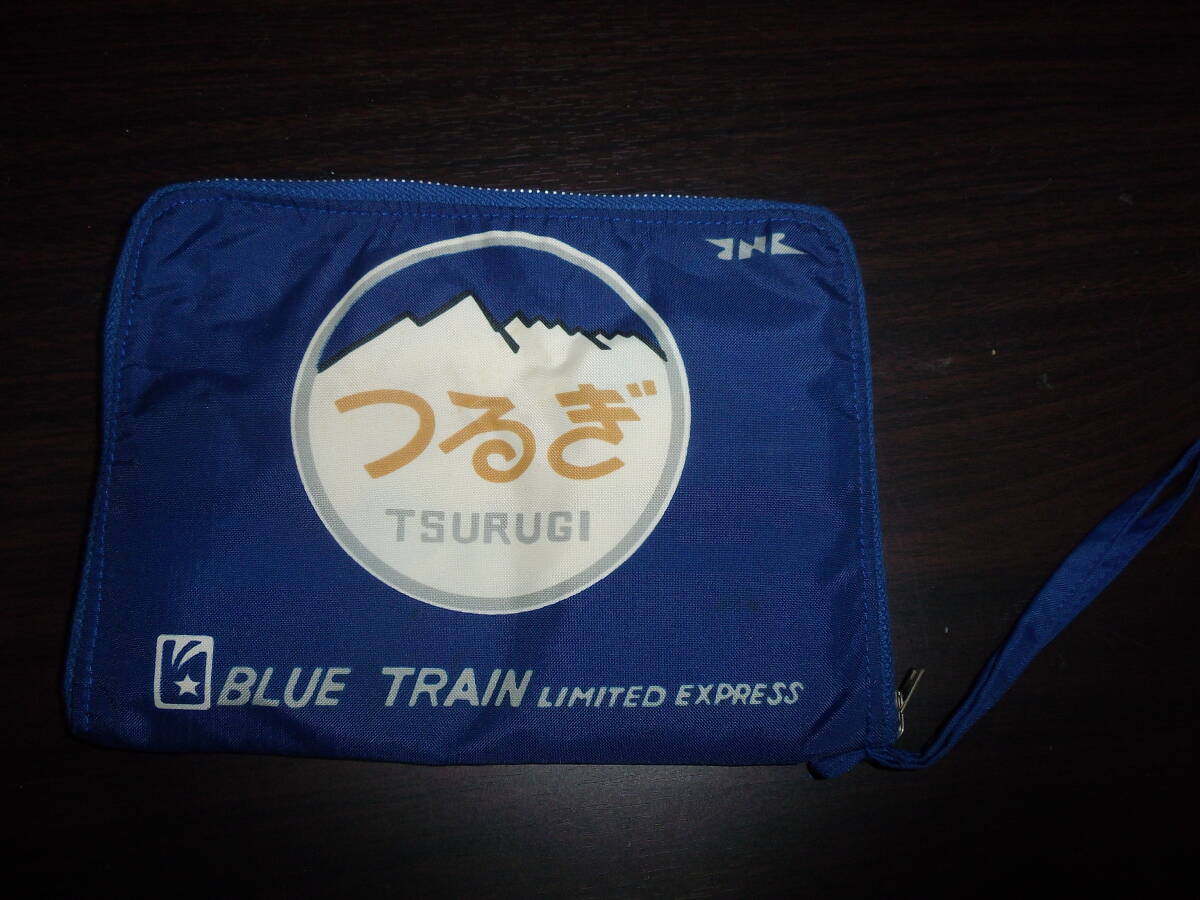 JNR
つるぎ
TSURUGI
BLUE TRAIN LIMITED EXPRESS